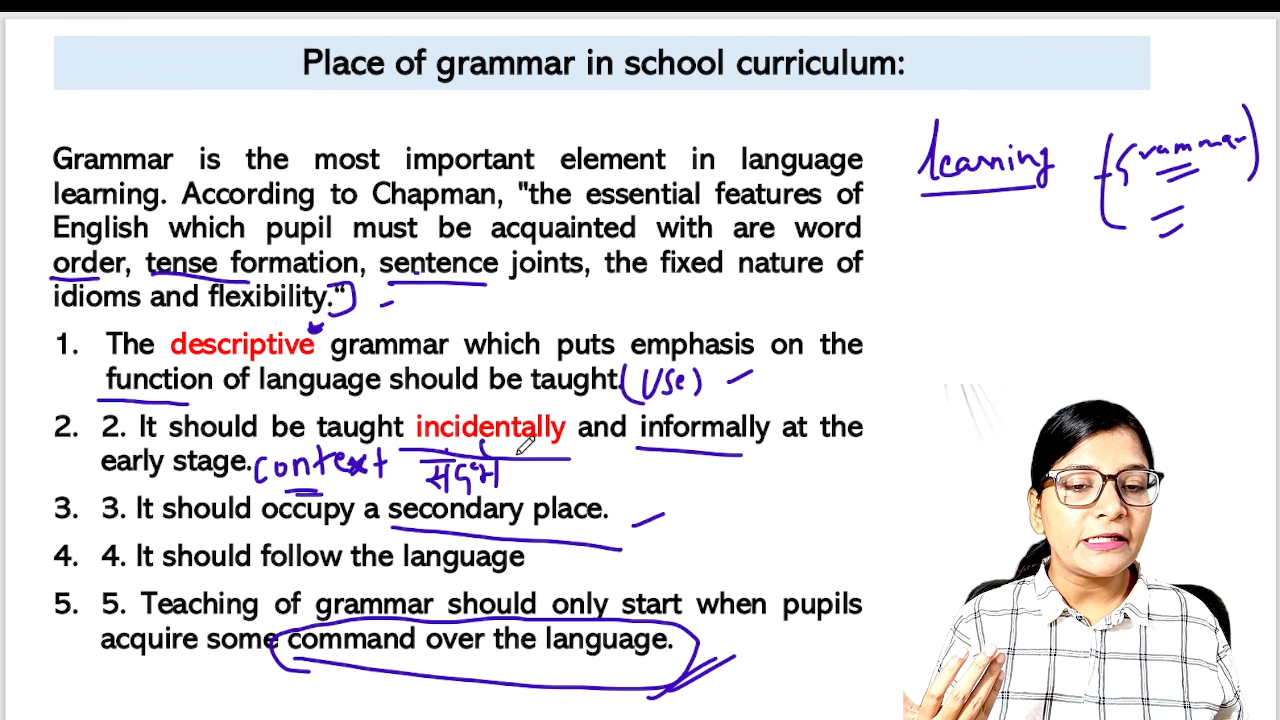 Place of grammar in school curriculum:
Grammar is the most important element in language
learning. According to Chapman, "the essential features of
English which pupil must be acquainted with are word
order, tense formation, sentence joints, the fixed nature of
idioms and flexibility."
learning (Grammar)
1. The descriptive grammar which puts emphasis on the
function of language should be taught. (Use)
2. 2. It should be taught incidentally and informally at the
early stage. Context संदर्भ
3. 3. It should occupy a secondary place.
4. 4. It should follow the language
5. 5. Teaching of grammar should only start when pupils
acquire some command over the language.